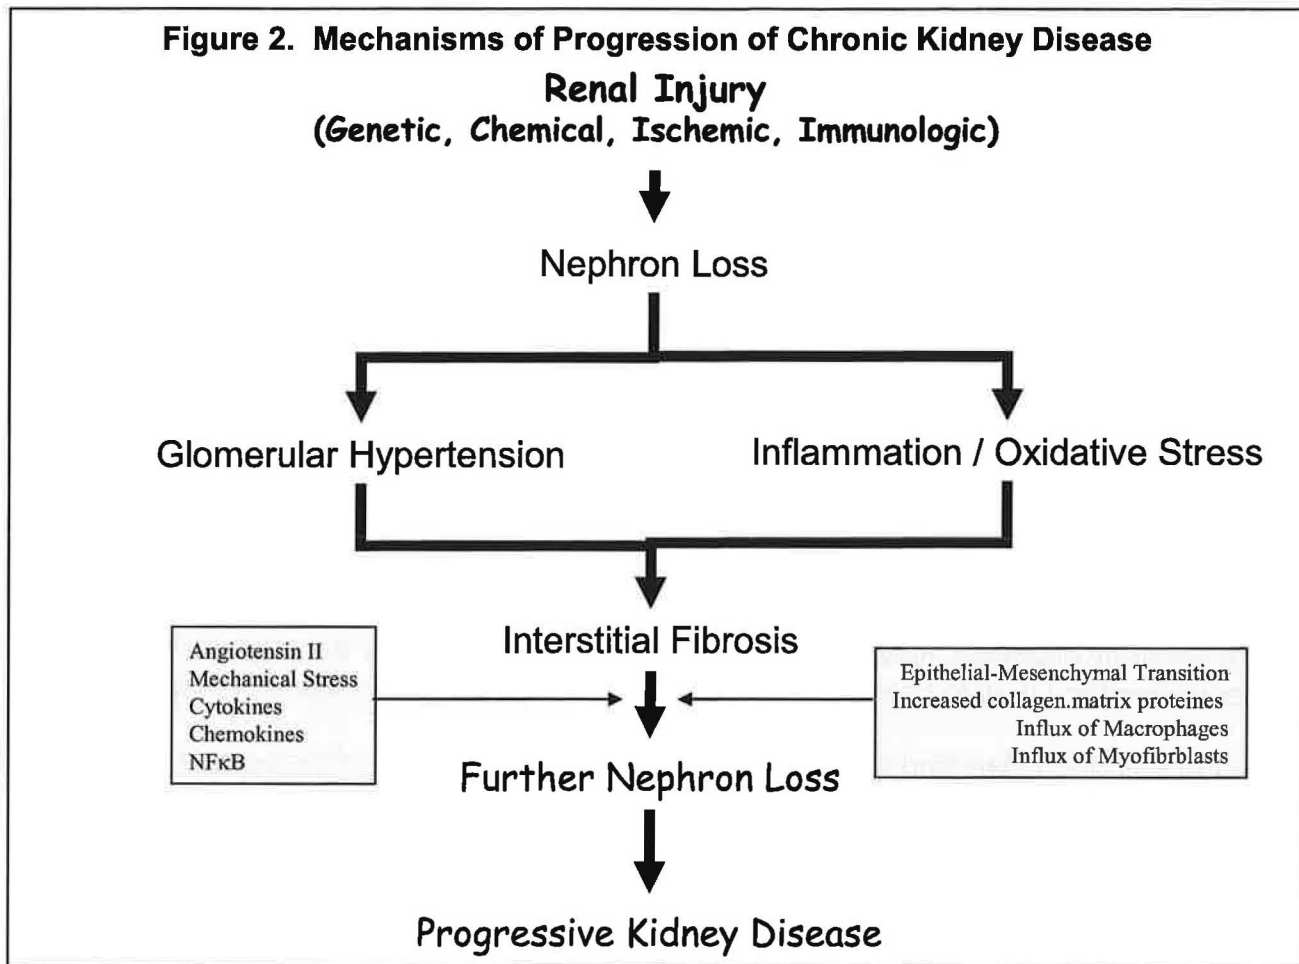 Figure 2. Mechanisms of Progression of Chronic Kidney Disease
Renal Injury
(Genetic, Chemical, Ischemic, Immunologic)
Nephron Loss
Glomerular Hypertension
Inflammation / Oxidative Stress
Interstitial Fibrosis
Angiotensin II
Mechanical Stress
Cytokines
Chemokines
NFκB
Epithelial-Mesenchymal Transition
Increased collagen.matrix proteines
Influx of Macrophages
Influx of Myofibrblasts
Further Nephron Loss
Progressive Kidney Disease